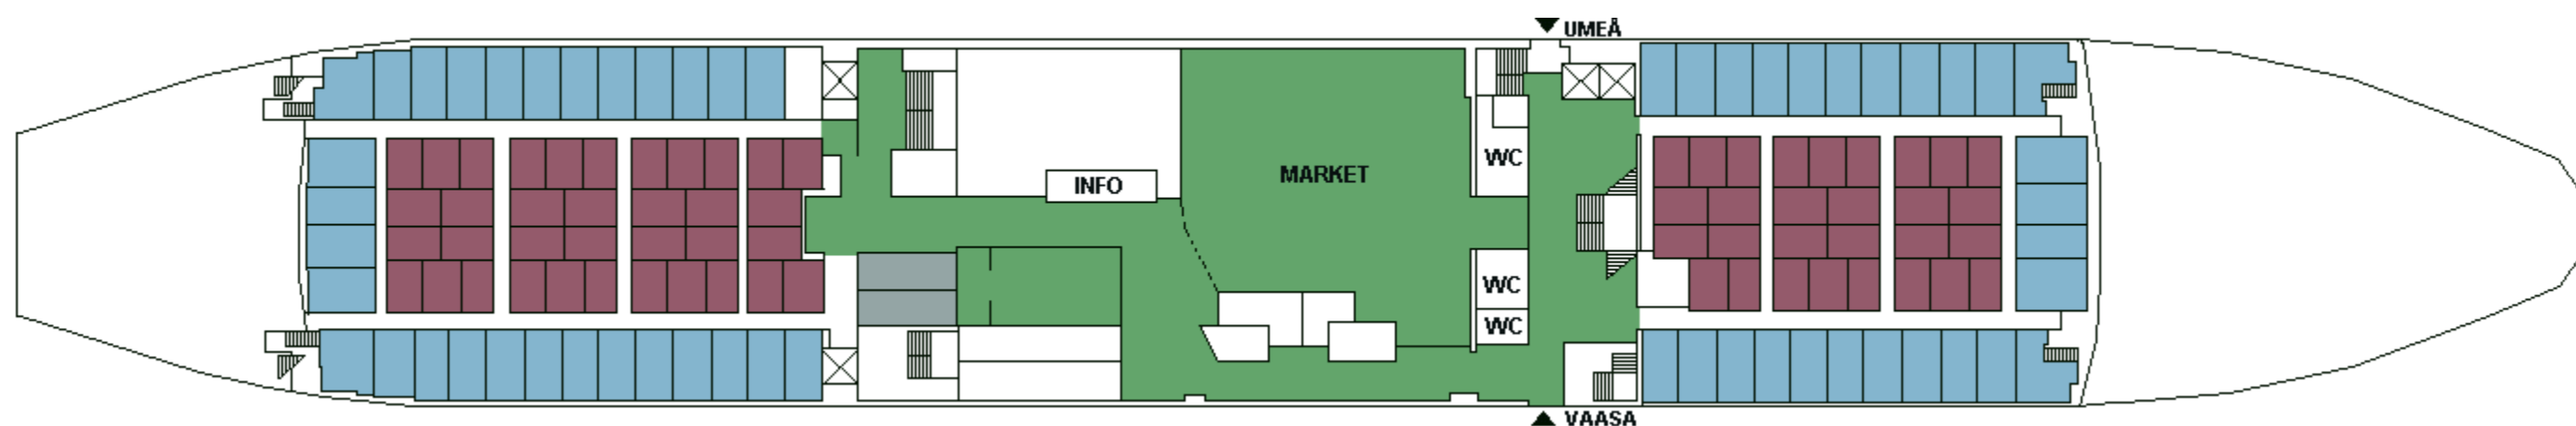 UMEÅ
WC
MARKET
INFO
WC
WC
VAASA